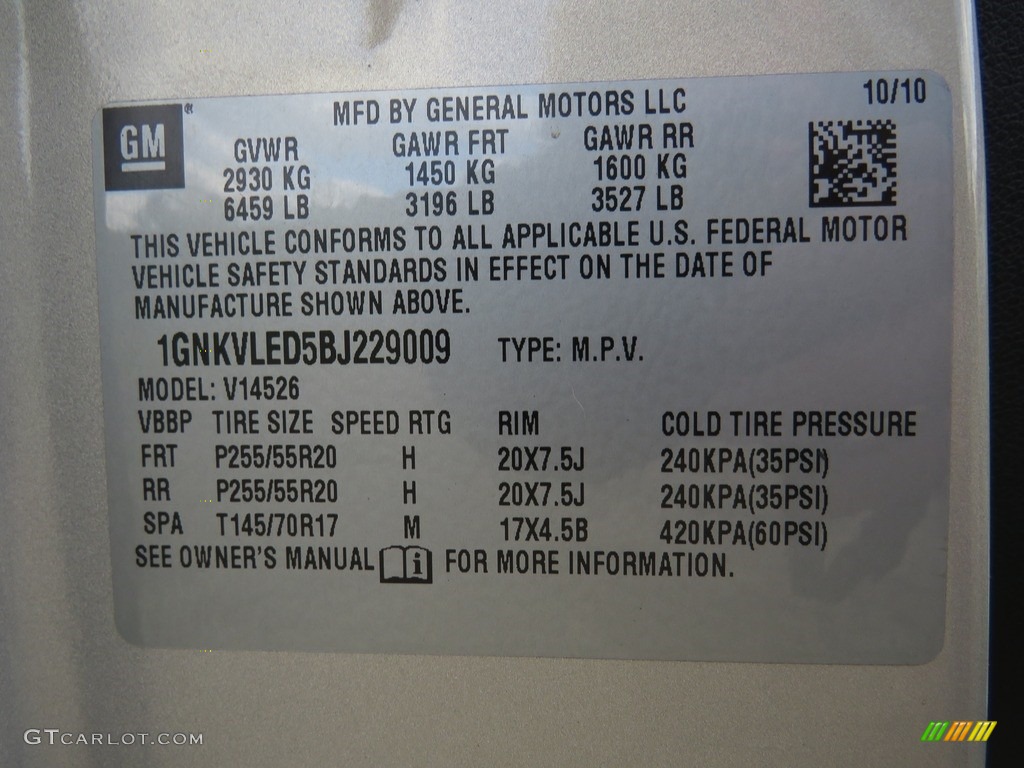 10/10
GM® MFD BY GENERAL MOTORS LLC
GVWR GAWR FRT GAWR RR
2930 KG 1450 KG 1600 KG
6459 LB 3196 LB 3527 LB
THIS VEHICLE CONFORMS TO ALL APPLICABLE U.S. FEDERAL MOTOR
VEHICLE SAFETY STANDARDS IN EFFECT ON THE DATE OF
MANUFACTURE SHOWN ABOVE.
1GNKVLED5BJ229009 TYPE: M.P.V.
MODEL: V14526
VBBP TIRE SIZE SPEED RTG RIM COLD TIRE PRESSURE
FRT P255/55R20 H 20X7.5J 240KPA(35PSI)
RR P255/55R20 H 20X7.5J 240KPA(35PSI)
SPA T145/70R17 M 17X4.5B 420KPA(60PSI)
SEE OWNER'S MANUAL i FOR MORE INFORMATION.
GTCARLOT.COM